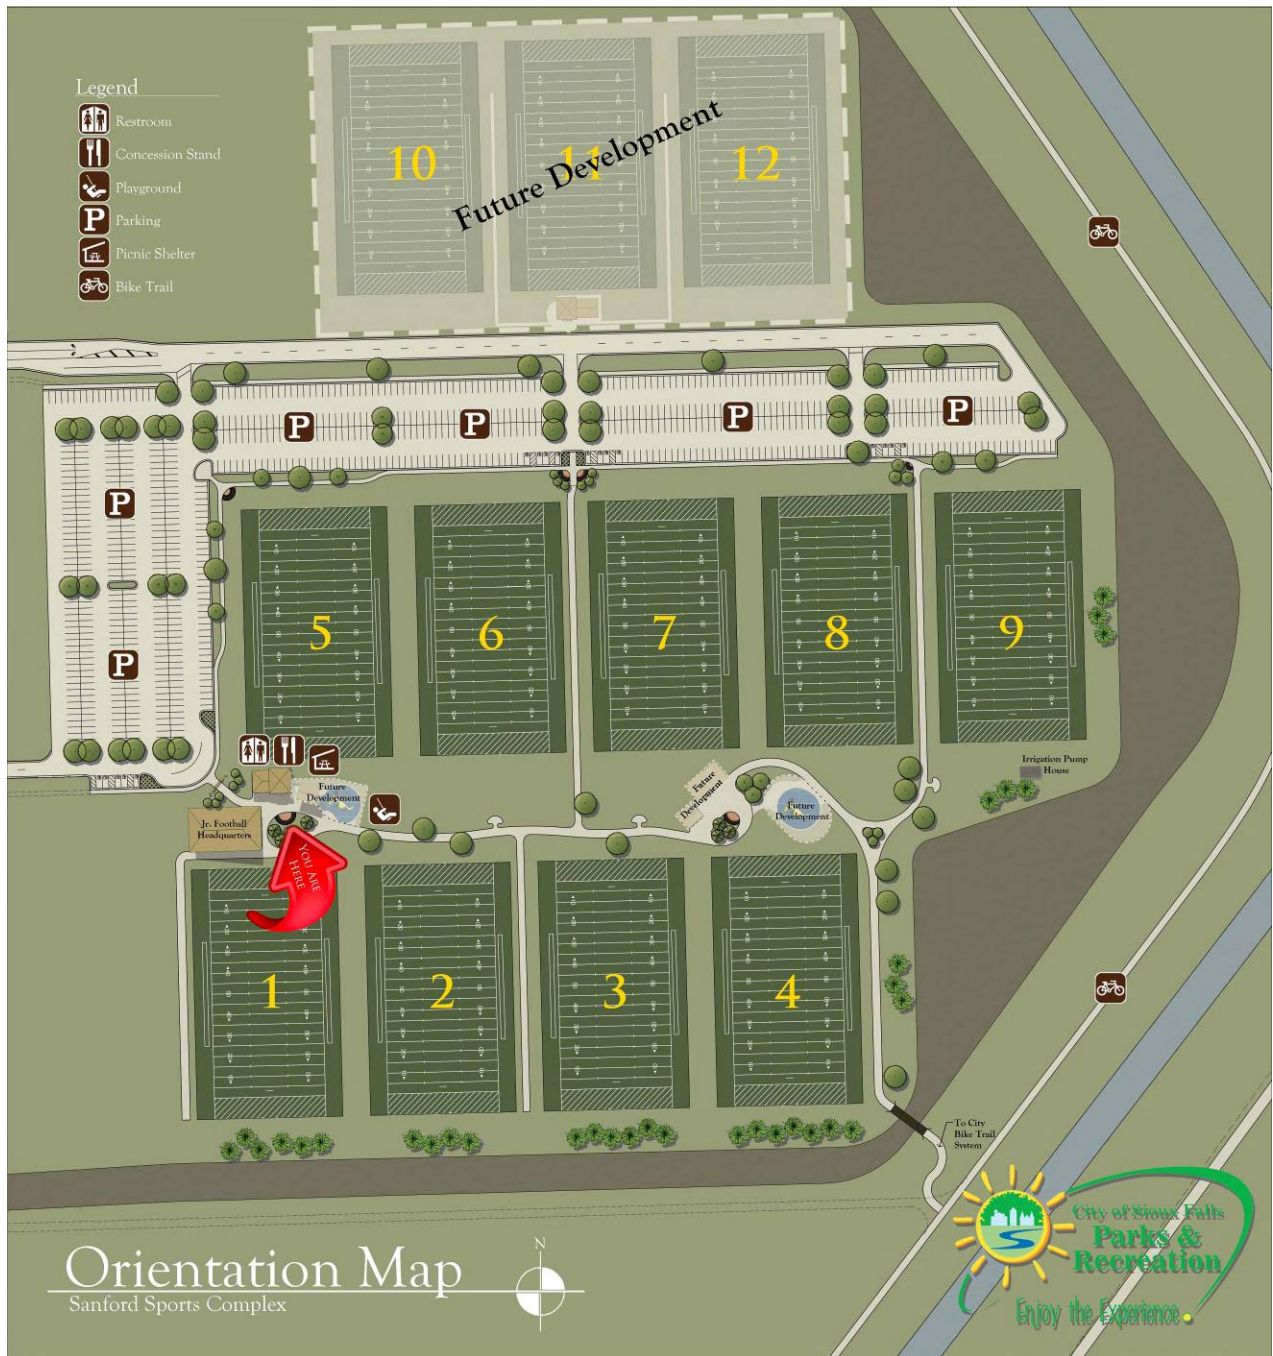 Legend
Restroom
Concession Stand
Playground
P Parking
Picnic Shelter
Bike Trail
10
11
12
Future Development
P
P
P
P
P
P
5
6
7
8
9
Irrigation Pump
House
Future
Development
Future
Development
Future
Development
Jr. Football
Headquarters
YOU ARE
HERE
1
2
3
4
To City
Bike Trail
System
Orientation Map
Sanford Sports Complex
N
City of Sioux Falls
Parks &
Recreation
Enjoy the Experience.